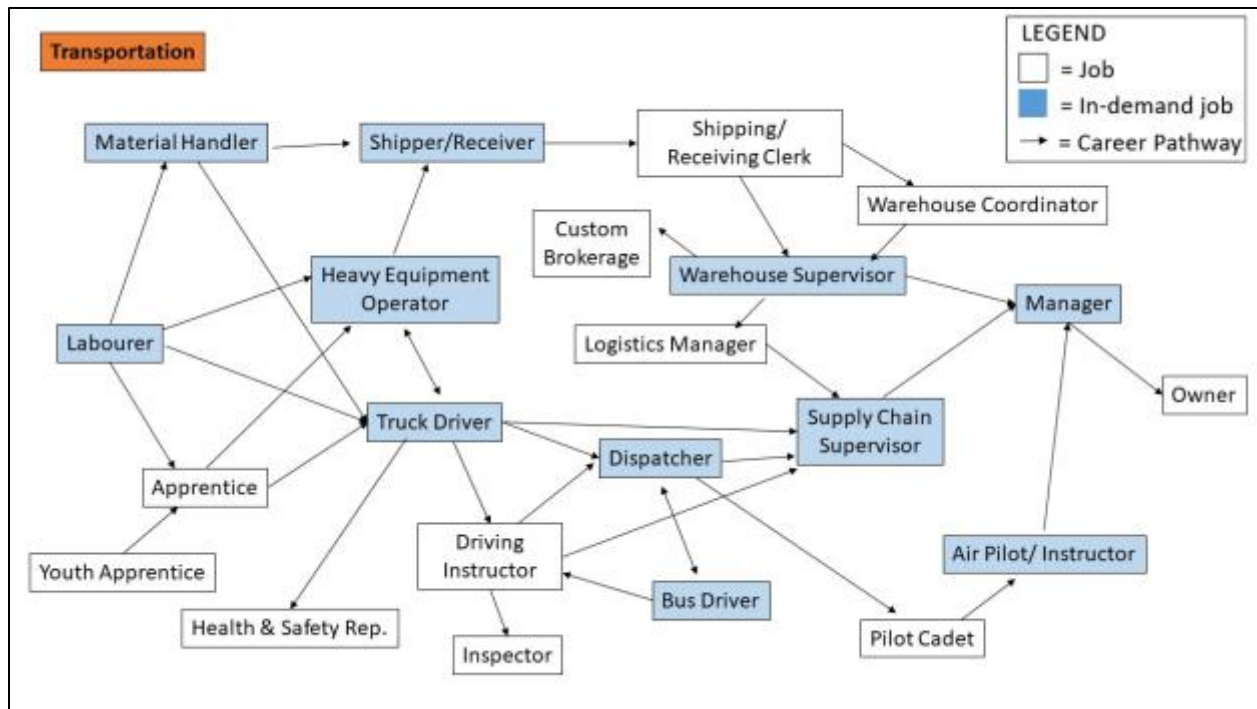 Transportation
LEGEND
= Job
= In-demand job
= Career Pathway
Material Handler
Shipper/Receiver
Shipping/
Receiving Clerk
Warehouse Coordinator
Custom
Brokerage
Heavy Equipment
Operator
Warehouse Supervisor
Manager
Labourer
Logistics Manager
Owner
Truck Driver
Supply Chain
Supervisor
Dispatcher
Apprentice
Driving
Instructor
Air Pilot/ Instructor
Youth Apprentice
Bus Driver
Health & Safety Rep.
Pilot Cadet
Inspector